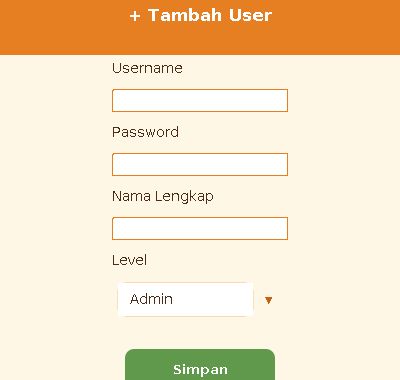 + Tambah User
Username
Password
Nama Lengkap
Level
Admin
Simpan